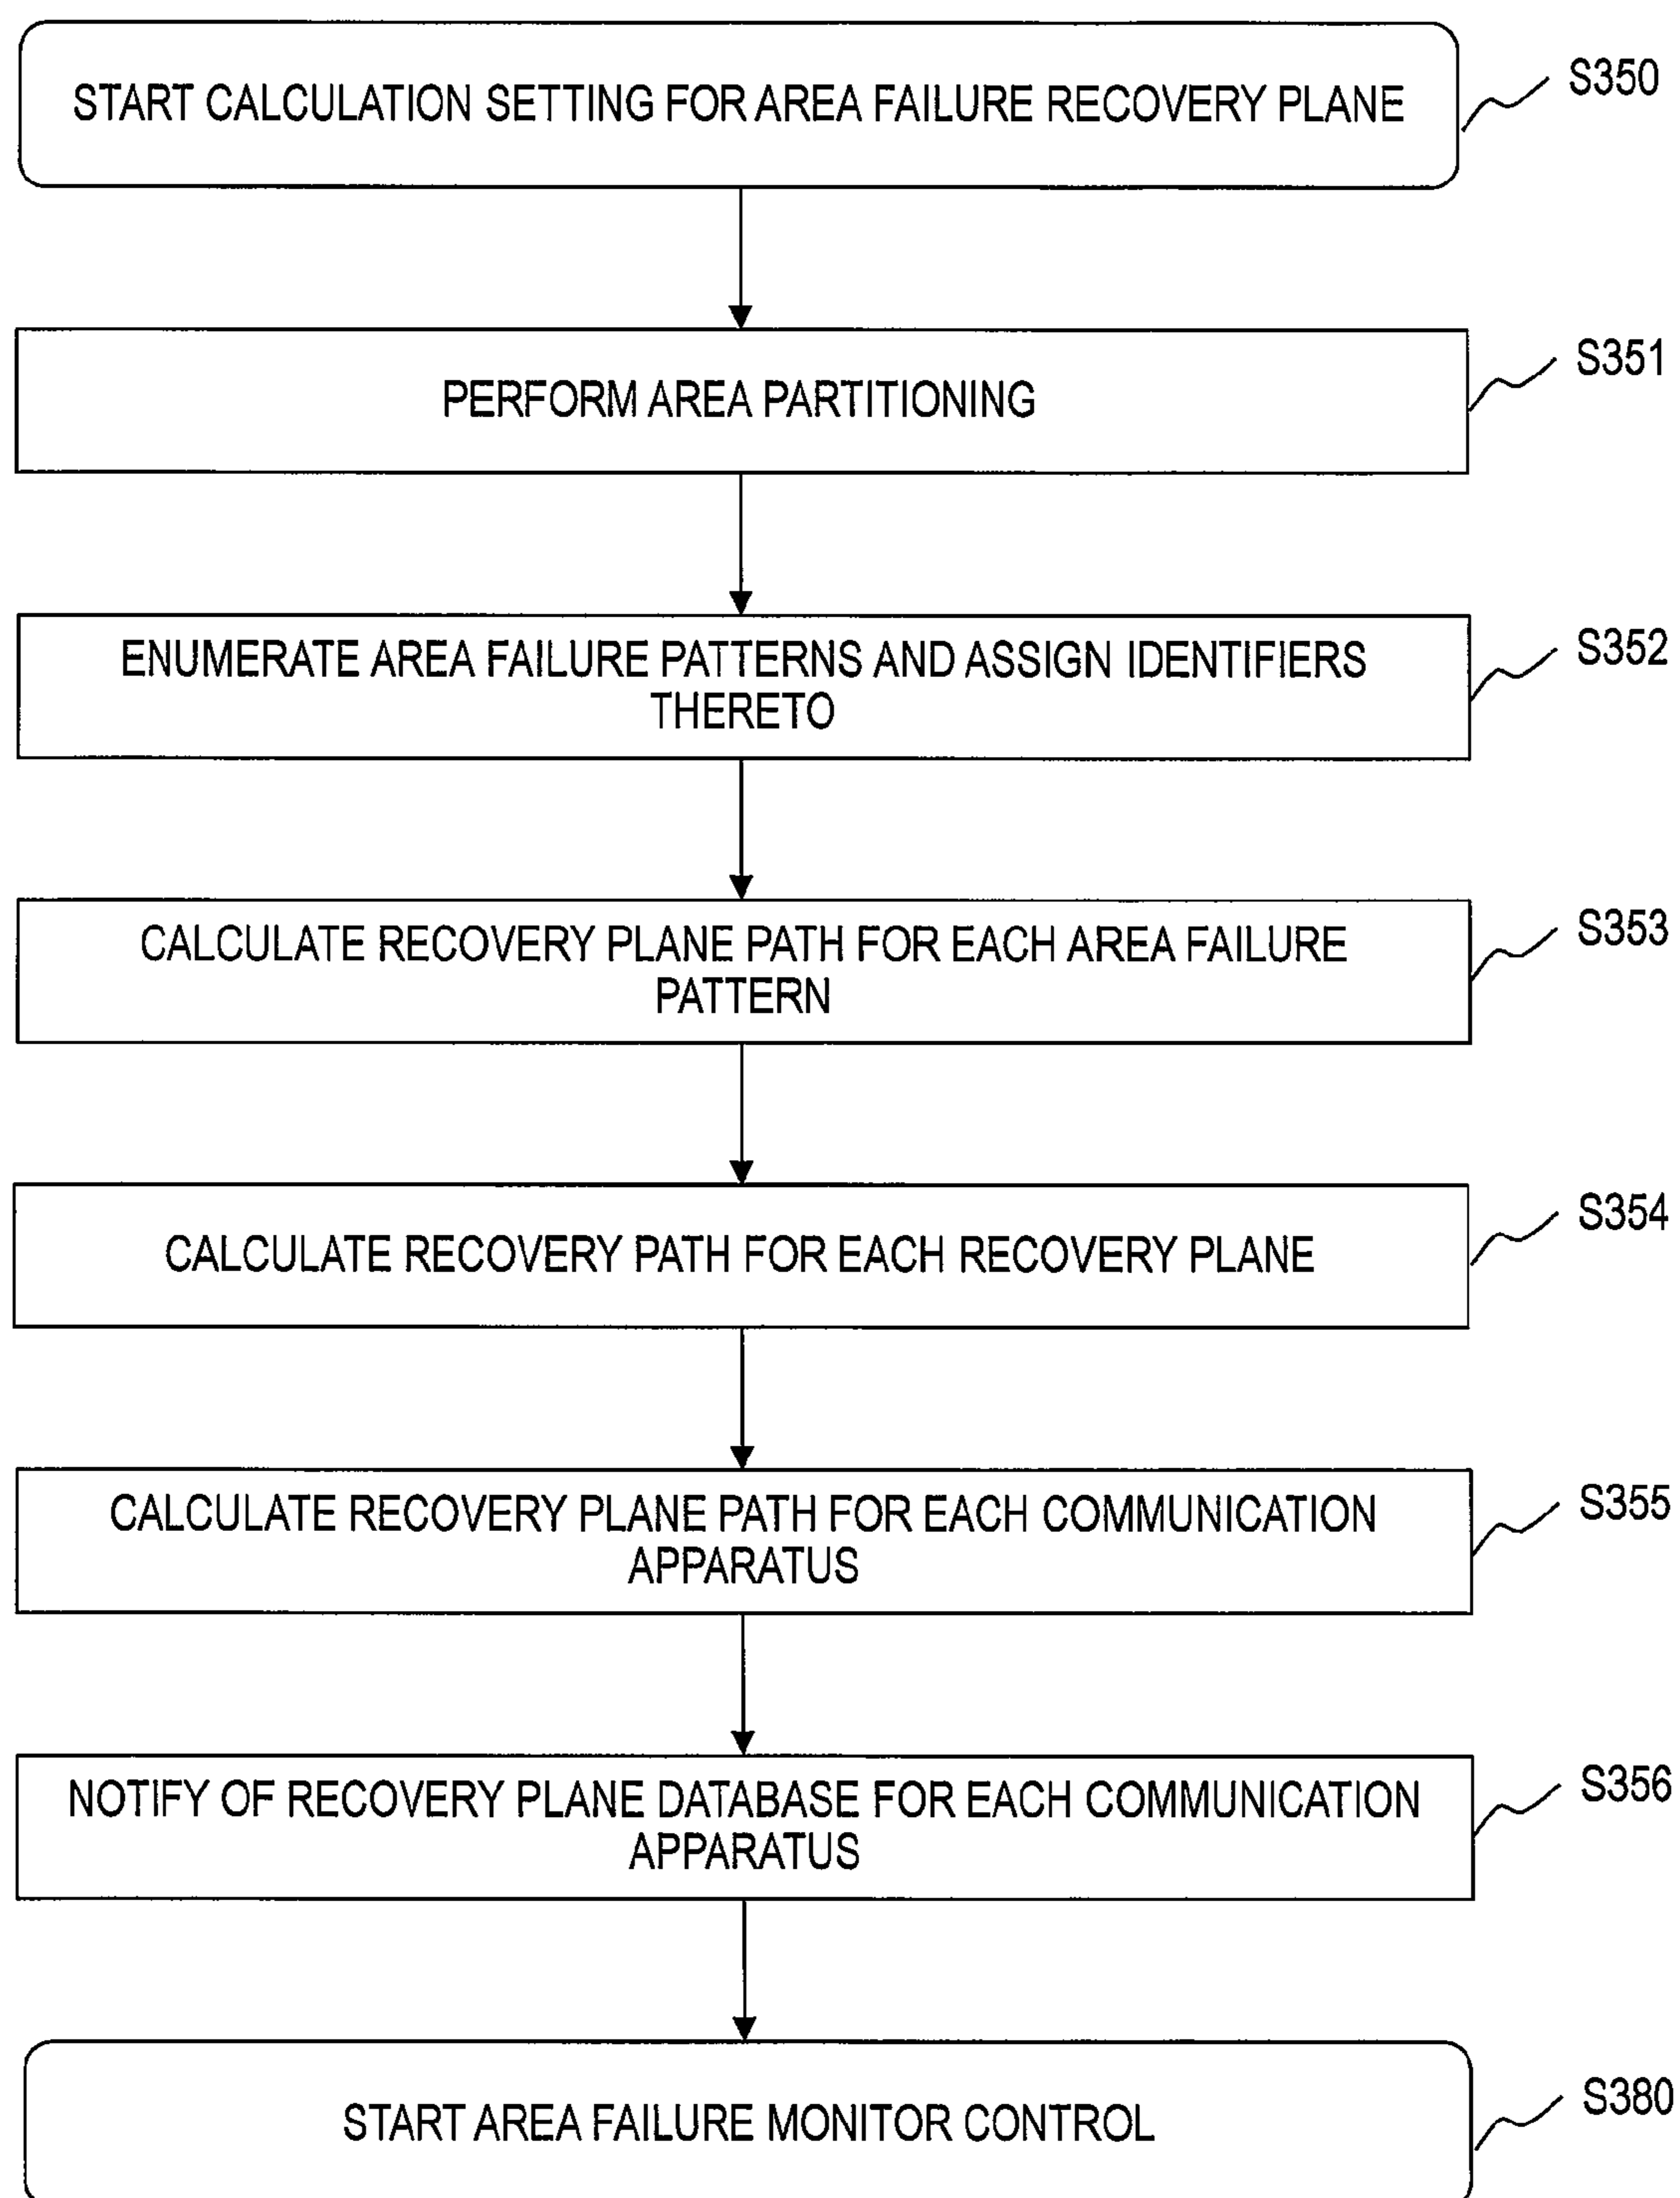 START CALCULATION SETTING FOR AREA FAILURE RECOVERY PLANE
S350
PERFORM AREA PARTITIONING
S351
ENUMERATE AREA FAILURE PATTERNS AND ASSIGN IDENTIFIERS
THERETO
S352
CALCULATE RECOVERY PLANE PATH FOR EACH AREA FAILURE
PATTERN
S353
CALCULATE RECOVERY PATH FOR EACH RECOVERY PLANE
S354
CALCULATE RECOVERY PLANE PATH FOR EACH COMMUNICATION
APPARATUS
S355
NOTIFY OF RECOVERY PLANE DATABASE FOR EACH COMMUNICATION
APPARATUS
S356
START AREA FAILURE MONITOR CONTROL
S380